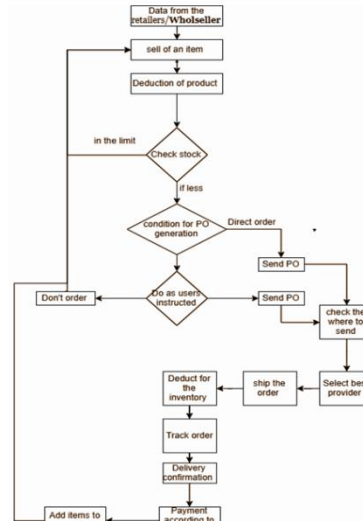 Data from the
retailers/Wholseller
sell of an item
Deduction of product
in the limit
Check stock
if less
condition for PO
generation
Direct order
Send PO
Don't order
Do as users
instructed
Send PO
check the
where to
send
Deduct for
the
inventory
ship the
order
Select bes
provider
Track order
Delivery
confirmation
Add items to
Payment
according to